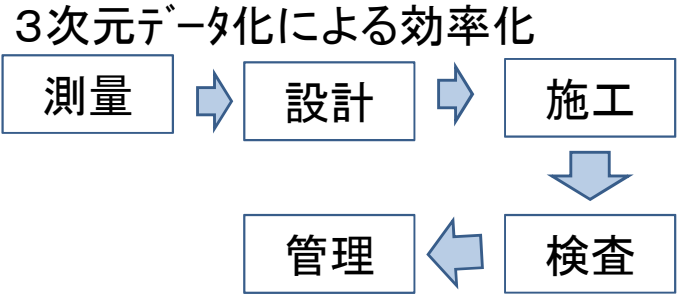 ３次元ﾃﾞｰﾀ化による効率化
測量
設計
施工
検査
管理